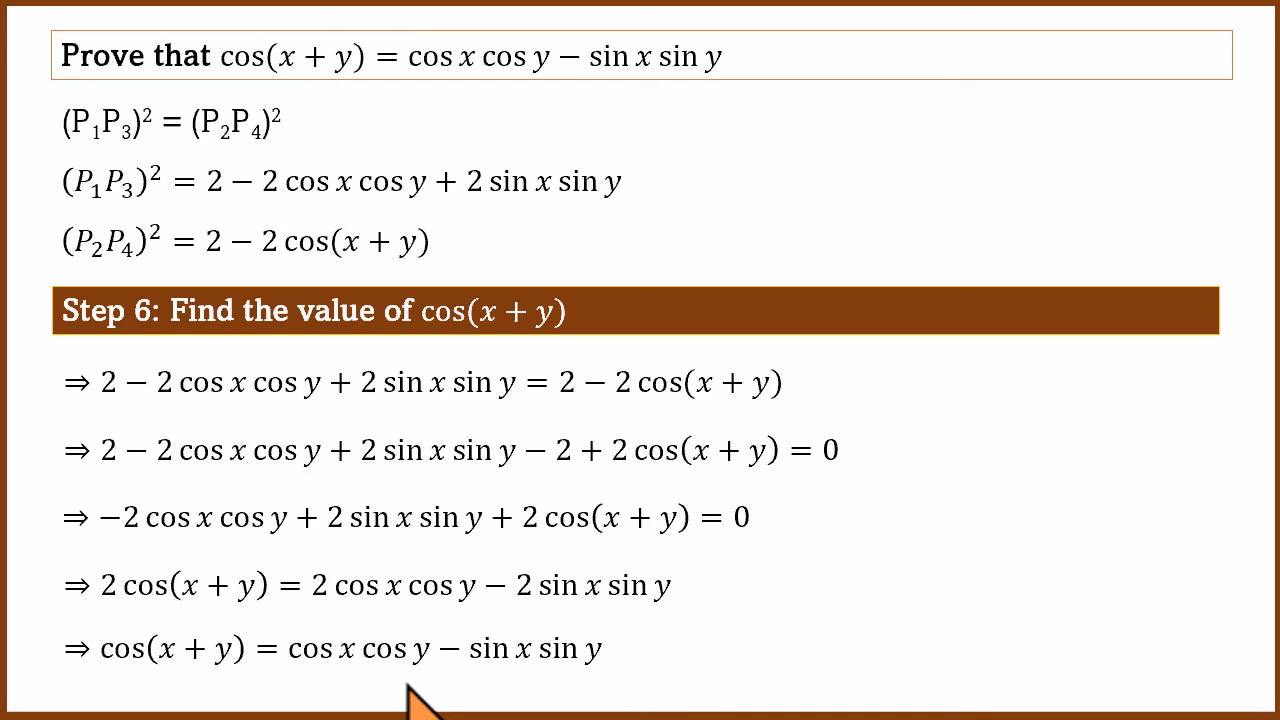 Prove that cos(x + y) = cos x cos y − sin x sin y
(P₁P₃)² = (P₂P₄)²
(P₁P₃)² = 2 − 2 cos x cos y + 2 sin x sin y
(P₂P₄)² = 2 − 2 cos(x + y)
Step 6: Find the value of cos(x + y)
⇒ 2 − 2 cos x cos y + 2 sin x sin y = 2 − 2 cos(x + y)
⇒ 2 − 2 cos x cos y + 2 sin x sin y − 2 + 2 cos(x + y) = 0
⇒ −2 cos x cos y + 2 sin x sin y + 2 cos(x + y) = 0
⇒ 2 cos(x + y) = 2 cos x cos y − 2 sin x sin y
⇒ cos(x + y) = cos x cos y − sin x sin y